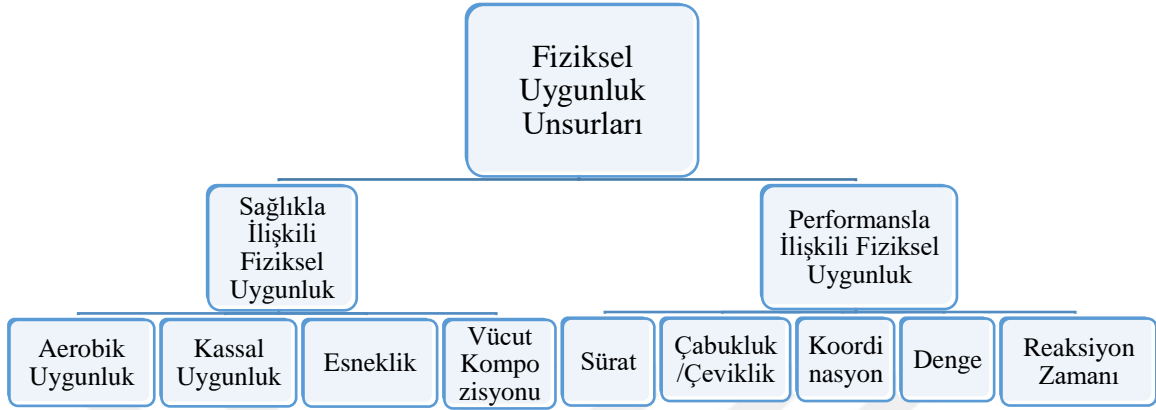 Fiziksel
Uygunluk
Unsurları
Sağlıkla
İlişkili
Fiziksel
Uygunluk
Performansla
İlişkili Fiziksel
Uygunluk
Aerobik
Uygunluk
Kassal
Uygunluk
Esneklik
Vücut
Kompo
zisyonu
Sürat
Çabukluk
/Çeviklik
Koordi
nasyon
Denge
Reaksiyon
Zamanı